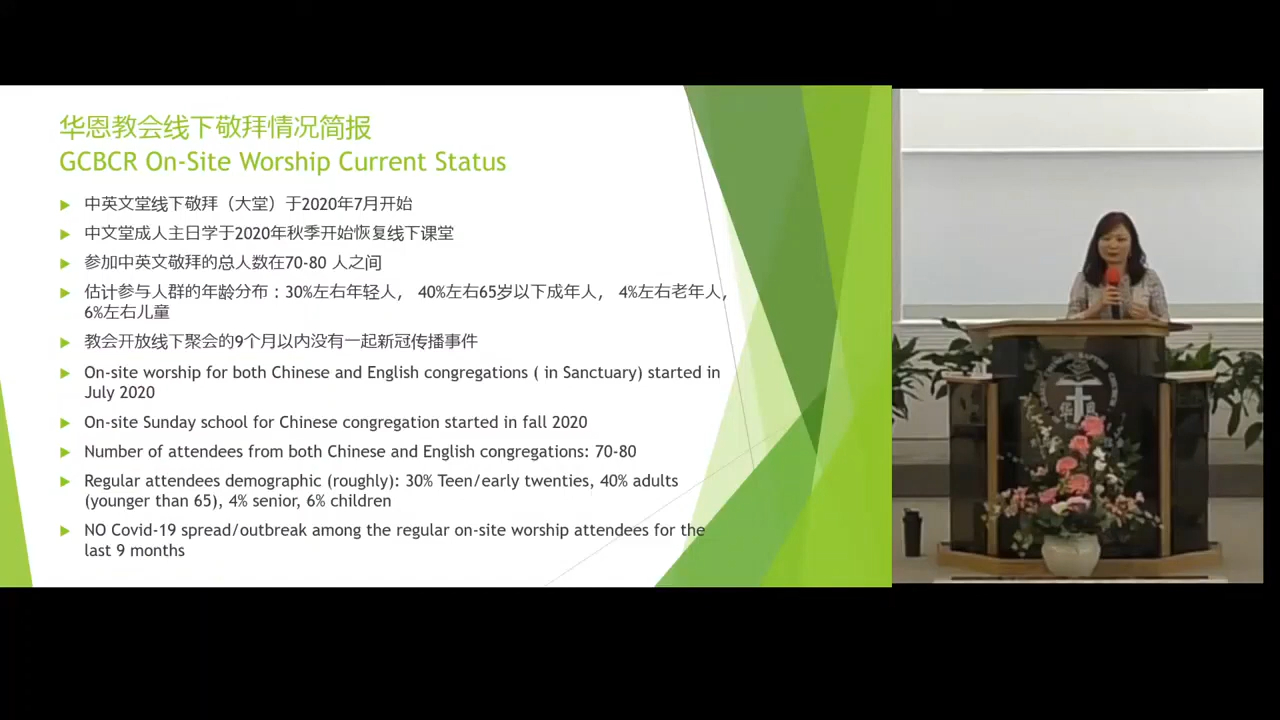 华恩教会线下敬拜情况简报
GCBCR On-Site Worship Current Status
中英文堂线下敬拜（大堂）于2020年7月开始
中文堂成人主日学于2020年秋季开始恢复线下课堂
参加中英文敬拜的总人数在70-80 人之间
估计参与人群的年龄分布：30%左右年轻人， 40%左右65岁以下成年人， 4%左右老年人，
6%左右儿童
教会开放线下聚会的9个月以内没有一起新冠传播事件
On-site worship for both Chinese and English congregations ( in Sanctuary) started in
July 2020
On-site Sunday school for Chinese congregation started in fall 2020
Number of attendees from both Chinese and English congregations: 70-80
Regular attendees demographic (roughly): 30% Teen/early twenties, 40% adults
(younger than 65), 4% senior, 6% children
NO Covid-19 spread/outbreak among the regular on-site worship attendees for the
last 9 months
华 恩